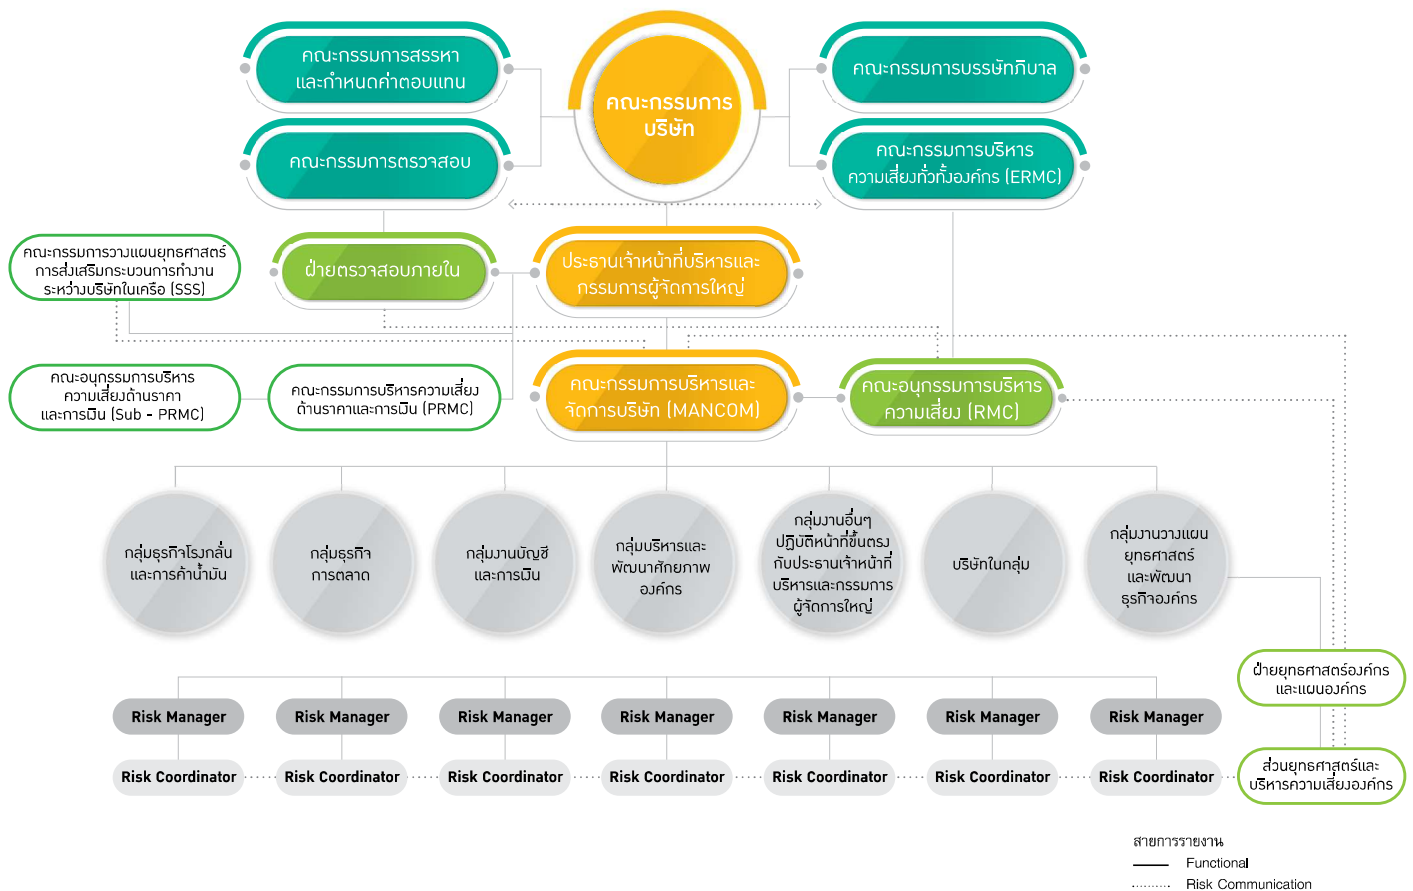 คณะกรรมการสรรหา
และกำหนดค่าตอบแทน
คณะกรรมการ
บริษัท
คณะกรรมการบรรษัทภิบาล
คณะกรรมการตรวจสอบ
คณะกรรมการบริหาร
ความเสี่ยงทั่วทั้งองค์กร (ERMC)
คณะกรรมการวางแผนยุทธศาสตร์
การส่งเสริมกระบวนการทำงาน
ระหว่างบริษัทในเครือ (SSS)
ฝ่ายตรวจสอบภายใน
ประธานเจ้าหน้าที่บริหารและ
กรรมการผู้จัดการใหญ่
คณะอนุกรรมการบริหาร
ความเสี่ยงด้านราคา
และการเงิน (Sub - PRMC)
คณะกรรมการบริหารความเสี่ยง
ด้านราคาและการเงิน (PRMC)
คณะกรรมการบริหารและ
จัดการบริษัท (MANCOM)
คณะอนุกรรมการบริหาร
ความเสี่ยง (RMC)
กลุ่มธุรกิจโรงกลั่น
และการค้าน้ำมัน
กลุ่มธุรกิจ
การตลาด
กลุ่มงานบัญชี
และการเงิน
กลุ่มบริหารและ
พัฒนาศักยภาพ
องค์กร
กลุ่มงานอื่นๆ
ปฏิบัติหน้าที่ขึ้นตรง
กับประธานเจ้าหน้าที่
บริหารและกรรมการ
ผู้จัดการใหญ่
บริษัทในกลุ่ม
กลุ่มงานวางแผน
ยุทธศาสตร์
และพัฒนา
ธุรกิจองค์กร
ฝ่ายยุทธศาสตร์องค์กร
และแผนองค์กร
Risk Manager
Risk Manager
Risk Manager
Risk Manager
Risk Manager
Risk Manager
Risk Manager
Risk Coordinator
Risk Coordinator
Risk Coordinator
Risk Coordinator
Risk Coordinator
Risk Coordinator
Risk Coordinator
ส่วนยุทธศาสตร์และ
บริหารความเสี่ยงองค์กร
สายการรายงาน
Functional
Risk Communication